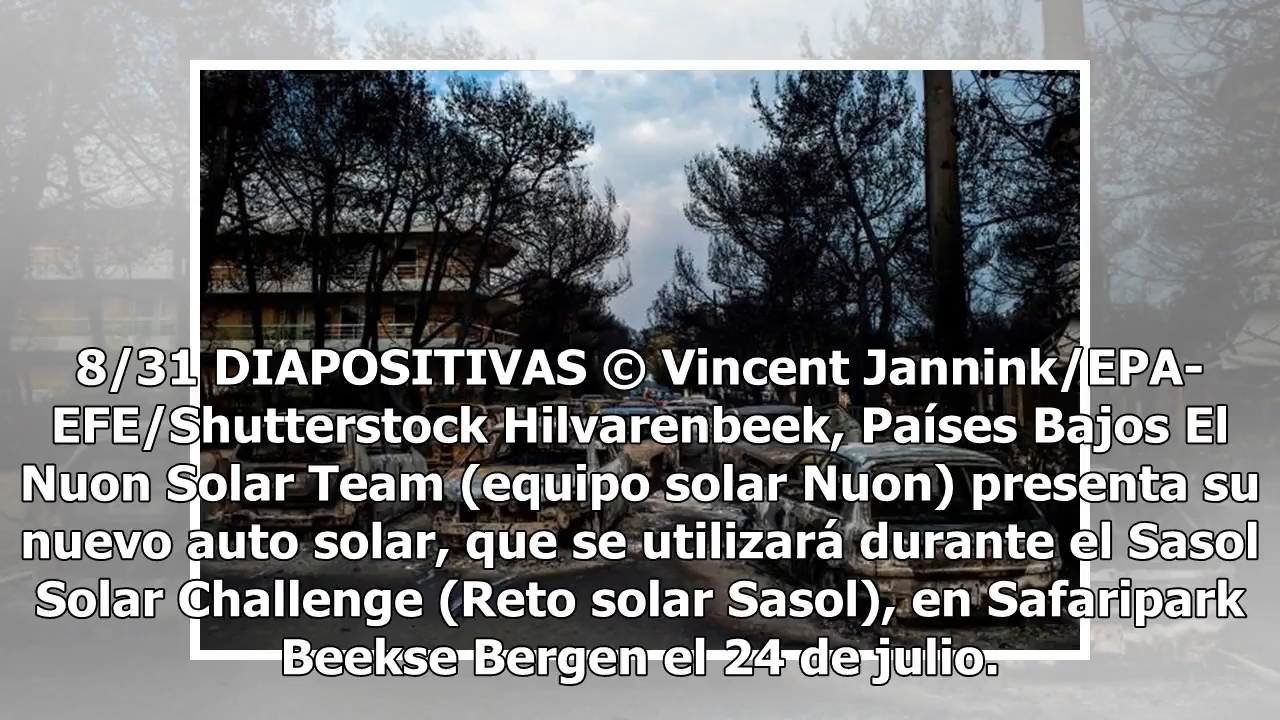 8/31 DIAPOSITIVAS © Vincent Jannink/EPA-
EFE/Shutterstock Hilvarenbeek, Países Bajos El
Nuon Solar Team (equipo solar Nuon) presenta su
nuevo auto solar, que se utilizará durante el Sasol
Solar Challenge (Reto solar Sasol), en Safaripark
Beekse Bergen el 24 de julio.